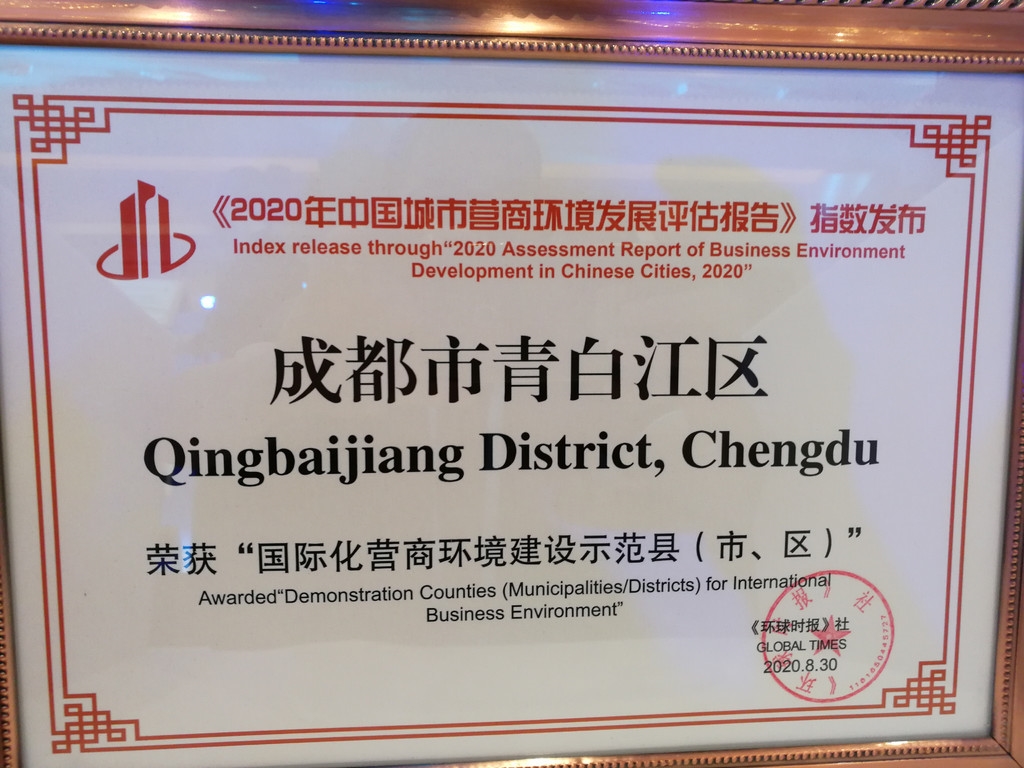 《2020年中国城市营商环境发展评估报告》指数发布
Index release through“2020 Assessment Report of Business Environment
Development in Chinese Cities, 2020”
成都市青白江区
Qingbaijiang District, Chengdu
荣获“国际化营商环境建设示范县（市、区）”
Awarded“Demonstration Counties (Municipalities/Districts) for International
Business Environment”
《环球时报》社
GLOBAL TIMES
2020.8.30